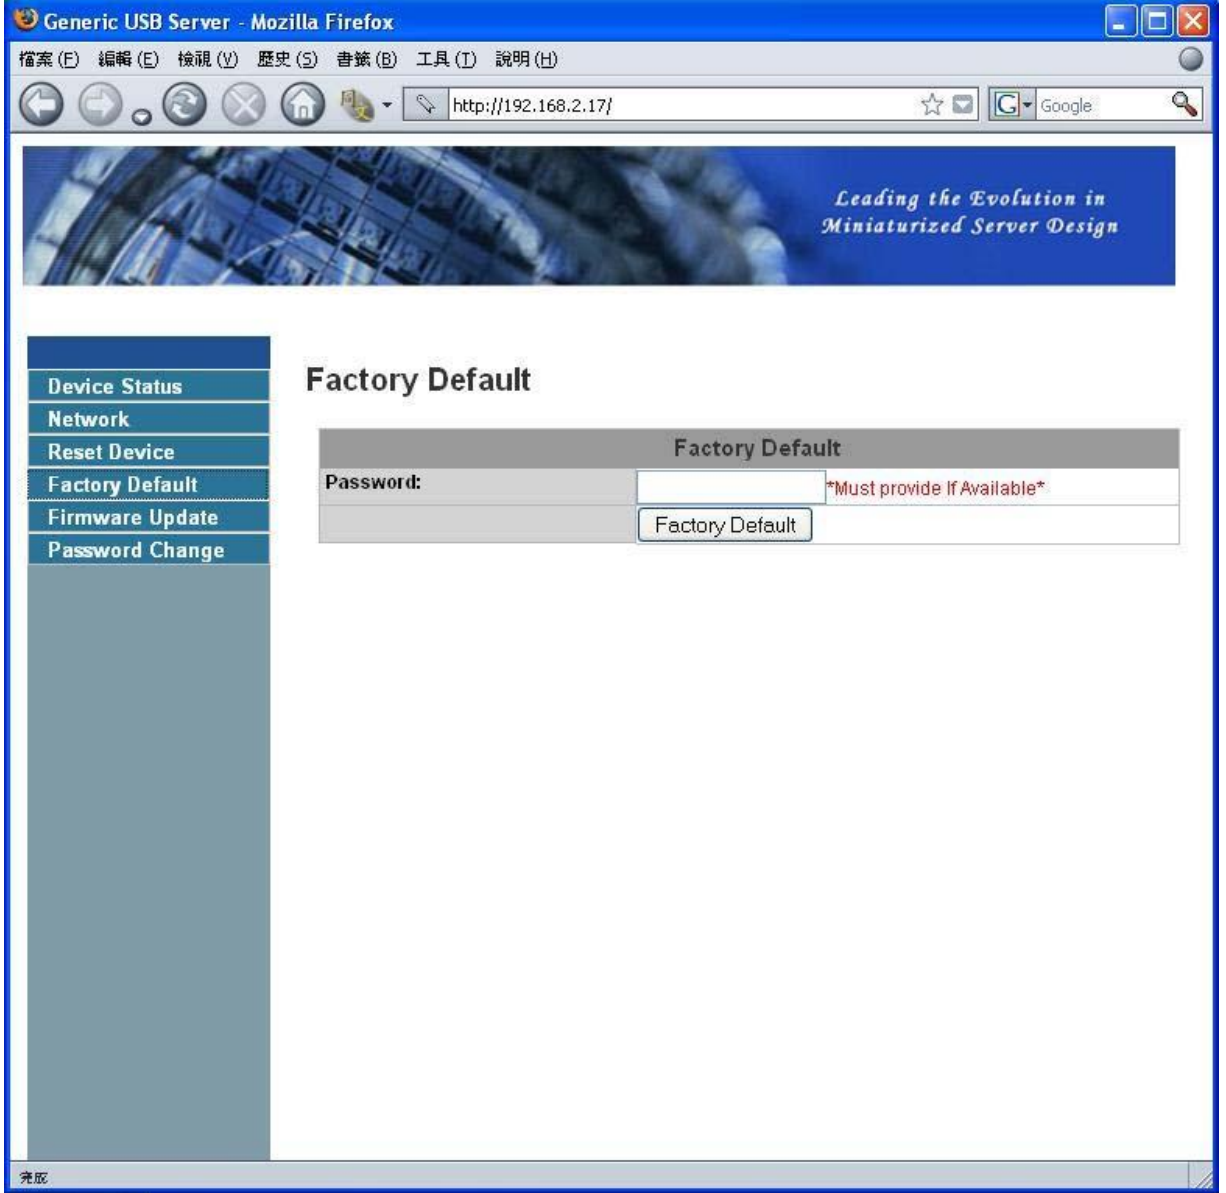 Generic USB Server - Mozilla Firefox
檔案(F) 編輯(E) 檢視(V) 歷史(S) 書籤(B) 工具(T) 說明(H)
http://192.168.2.17/ G Google
Leading the Evolution in
Miniaturized Server Design
Device Status
Network
Reset Device
Factory Default
Firmware Update
Password Change
Factory Default
Factory Default
Password: *Must provide If Available*
Factory Default
完成